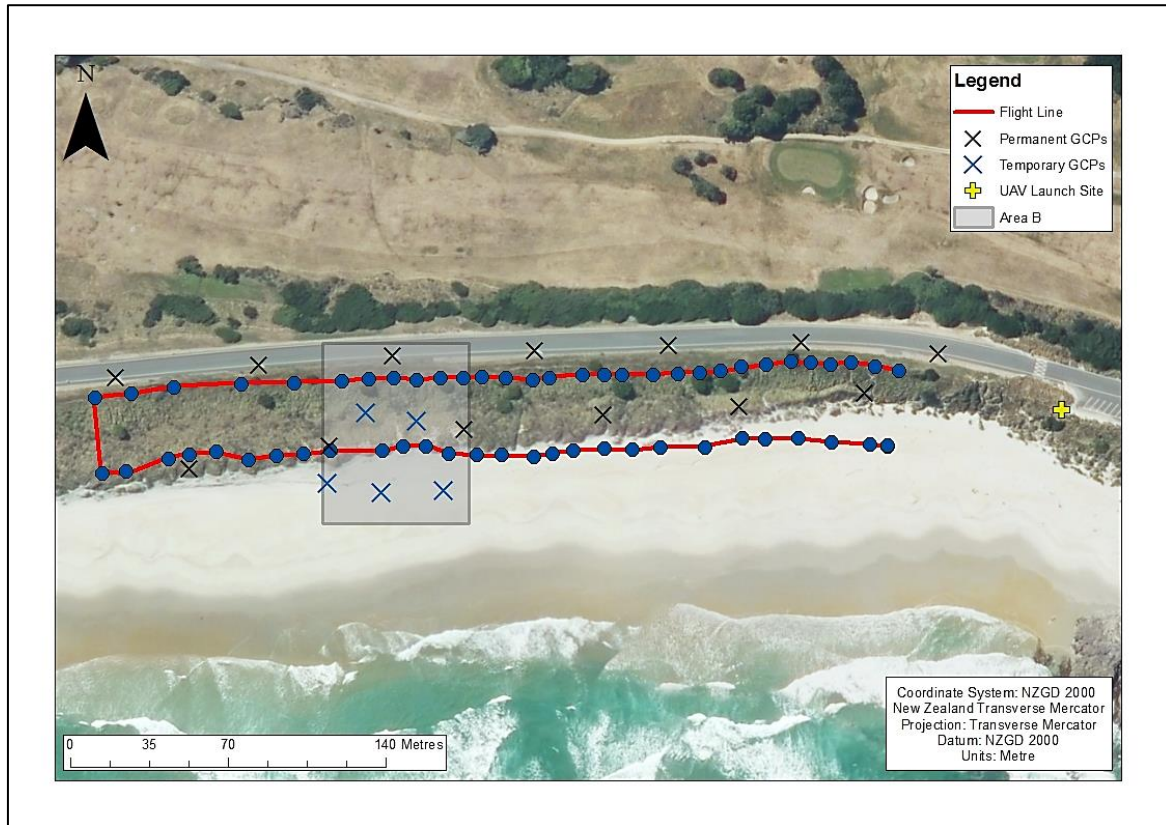 N
Legend
Flight Line
Permanent GCPs
Temporary GCPs
UAV Launch Site
Area B
Coordinate System: NZGD 2000
New Zealand Transverse Mercator
Projection: Transverse Mercator
Datum: NZGD 2000
Units: Metre
0 35 70 140 Metres